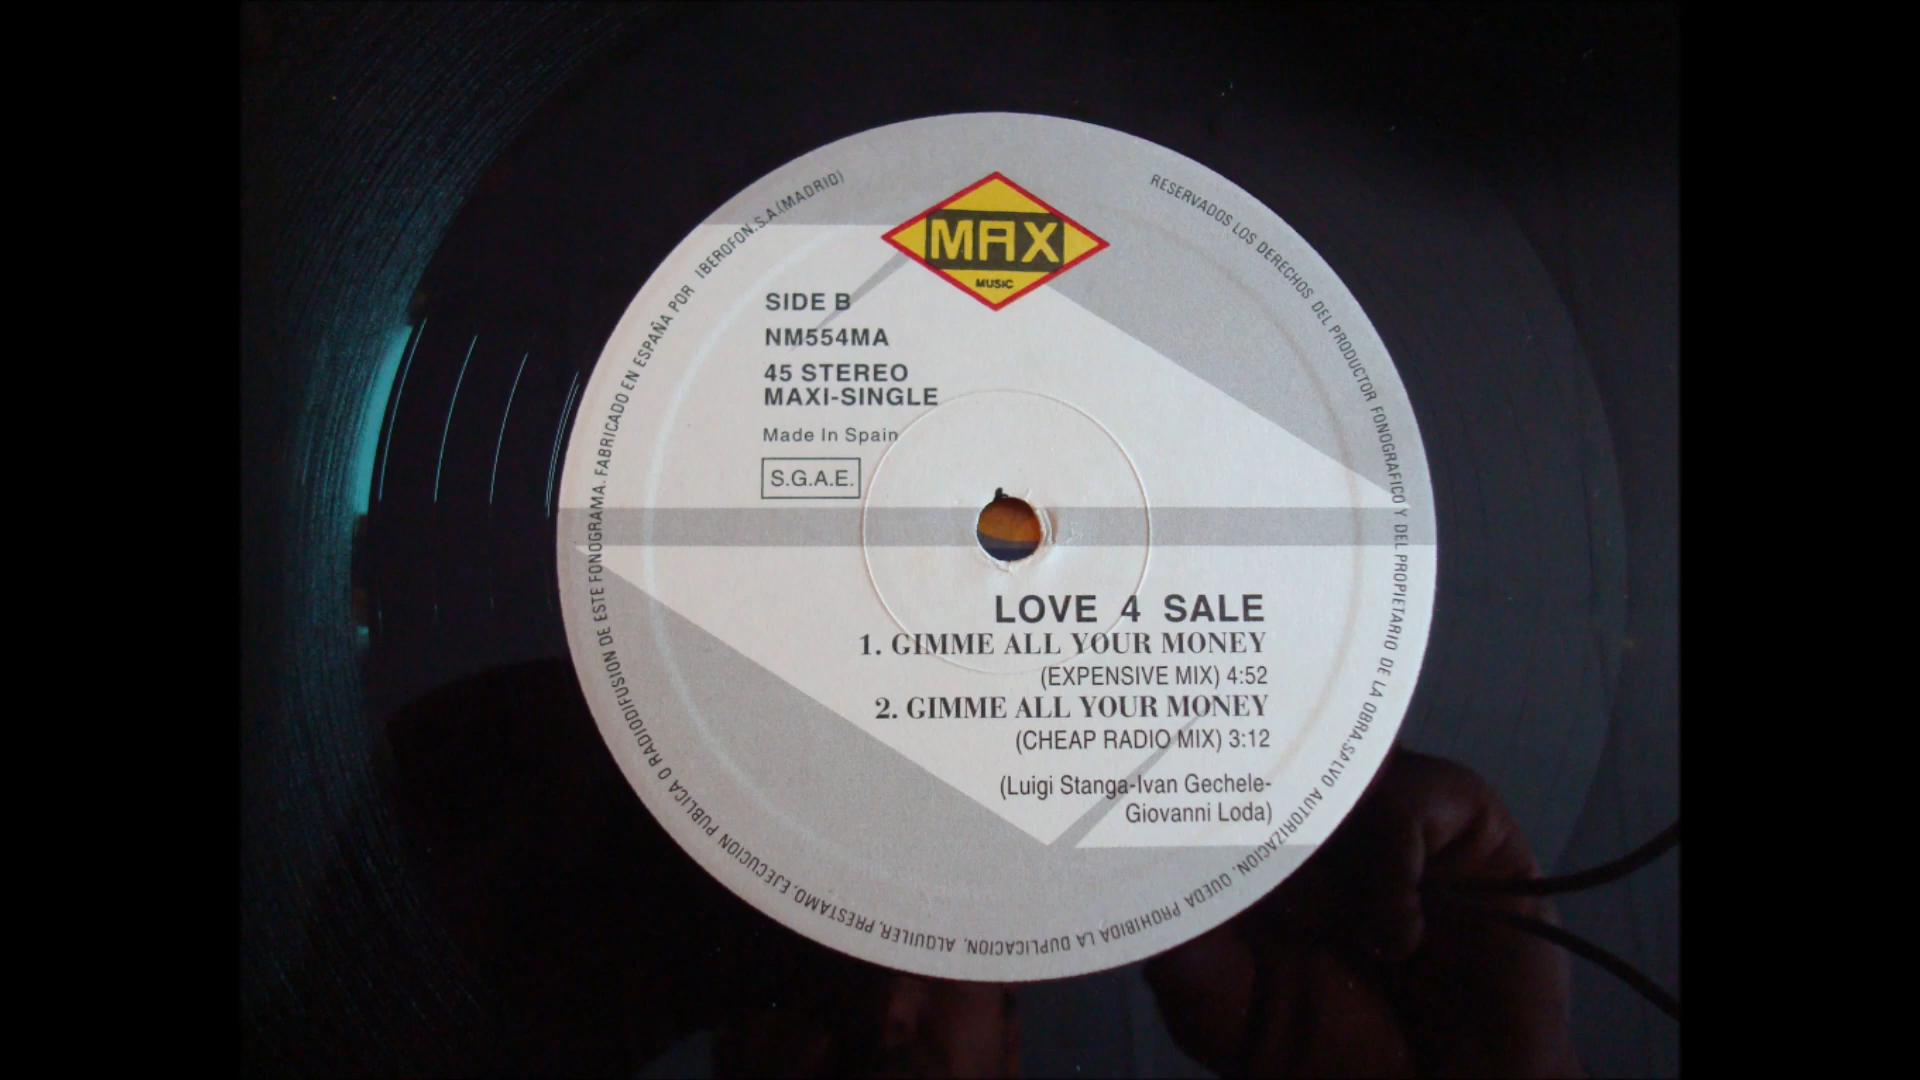 MAX
MUSIC
SIDE B
NM554MA
45 STEREO
MAXI-SINGLE
Made In Spain
S.G.A.E.
LOVE 4 SALE
1. GIMME ALL YOUR MONEY
(EXPENSIVE MIX) 4:52
2. GIMME ALL YOUR MONEY
(CHEAP RADIO MIX) 3:12
(Luigi Stanga-Ivan Gechele-
Giovanni Loda)
RESERVADOS LOS DERECHOS DEL PRODUCTOR FONOGRAFICO Y DEL PROPIETARIO DE LA OBRA.SALVO AUTORIZACION, QUEDA PROHIBIDA LA DUPLICACION, ALQUILER, PRESTAMO, EJECUCION PUBLICA O RADIODIFUSION DE ESTE FONOGRAMA. FABRICADO EN ESPAÑA POR IBEROFON.S.A.(MADRID)